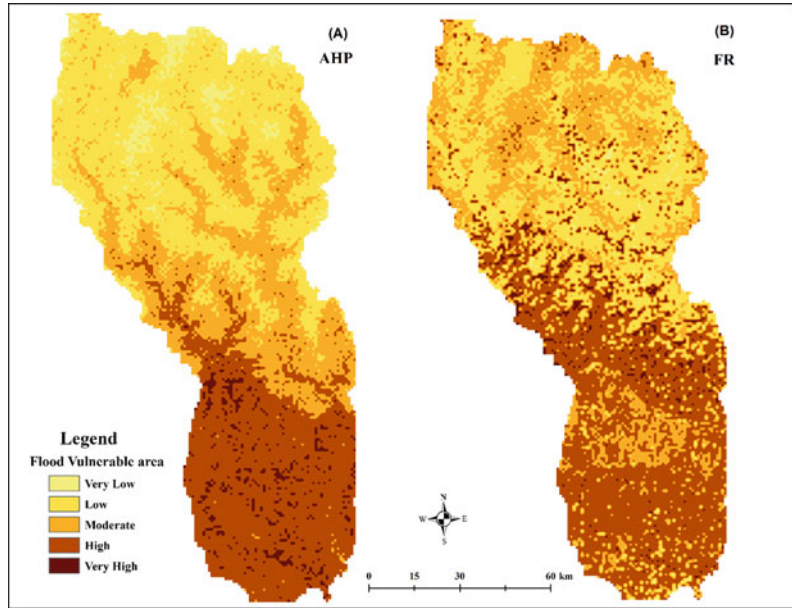 (A)
AHP
(B)
FR
Legend
Flood Vulnerable area
Very Low
Low
Moderate
High
Very High
N
W E
S
0 15 30 60 km